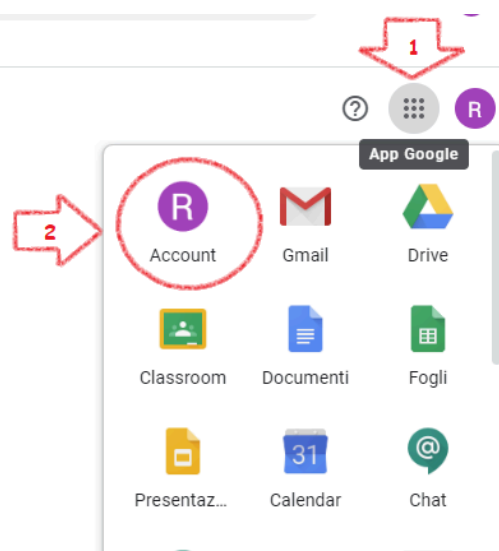 1
R
App Google
2
R
Account Gmail Drive
Classroom Documenti Fogli
31
@
Presentaz... Calendar Chat